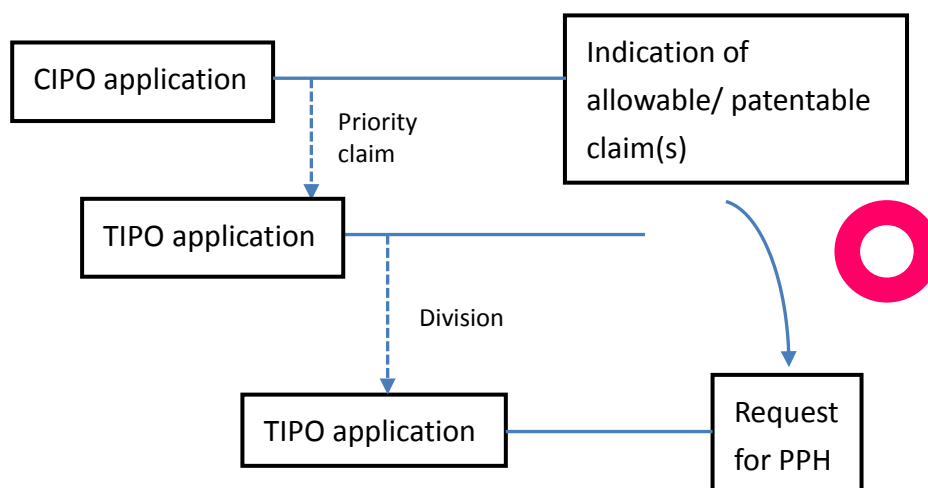 CIPO application
Indication of
allowable/ patentable
claim(s)
Priority
claim
TIPO application
Division
TIPO application
Request
for PPH